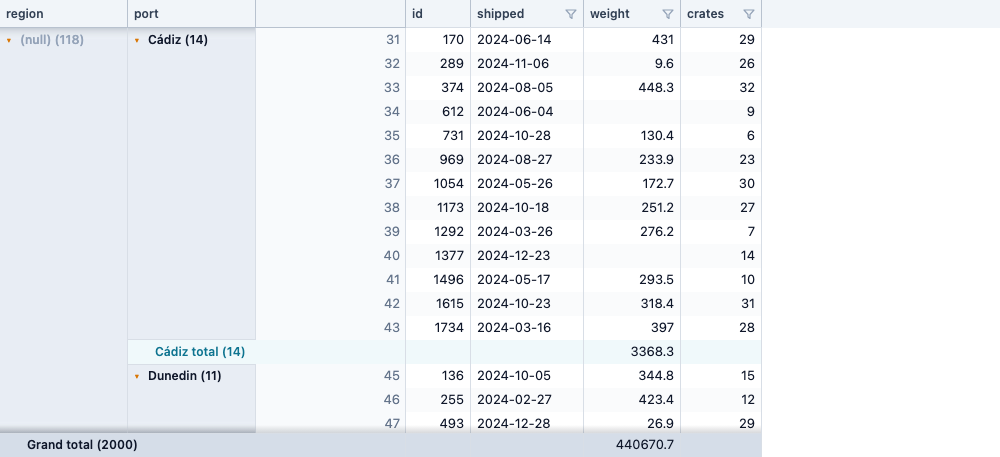 region port id shipped weight crates
(null) (118) Cádiz (14) 31 170 2024-06-14 431 29
32 289 2024-11-06 9.6 26
33 374 2024-08-05 448.3 32
34 612 2024-06-04 9
35 731 2024-10-28 130.4 6
36 969 2024-08-27 233.9 23
37 1054 2024-05-26 172.7 30
38 1173 2024-10-18 251.2 27
39 1292 2024-03-26 276.2 7
40 1377 2024-12-23 14
41 1496 2024-05-17 293.5 10
42 1615 2024-10-23 318.4 31
43 1734 2024-03-16 397 28
Cádiz total (14) 3368.3
Dunedin (11) 45 136 2024-10-05 344.8 15
46 255 2024-02-27 423.4 12
47 493 2024-12-28 26.9 29
Grand total (2000) 440670.7